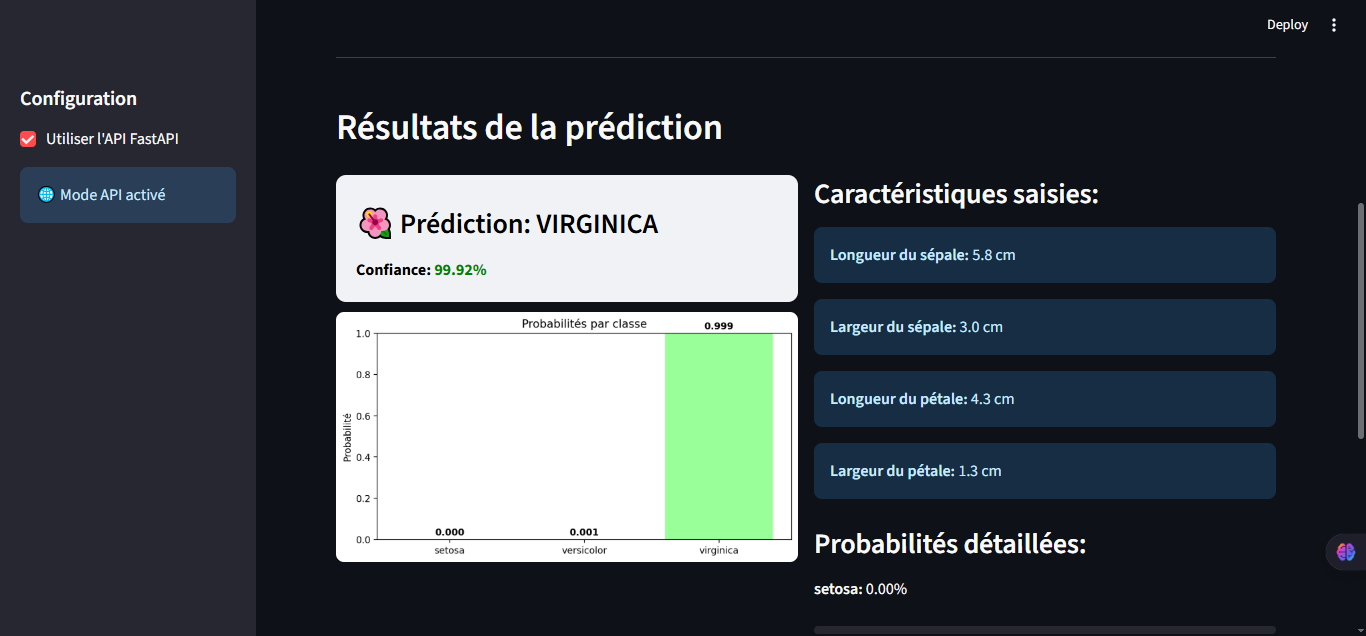 Deploy
Configuration
Utiliser l'API FastAPI
Mode API activé
Résultats de la prédiction
Prédiction: VIRGINICA
Confiance: 99.92%
Probabilités par classe
0.999
1.0
0.8
0.6
0.4
0.2
0.0
Probabilité
0.000
0.001
setosa
versicolor
virginica
Caractéristiques saisies:
Longueur du sépale: 5.8 cm
Largeur du sépale: 3.0 cm
Longueur du pétale: 4.3 cm
Largeur du pétale: 1.3 cm
Probabilités détaillées:
setosa: 0.00%